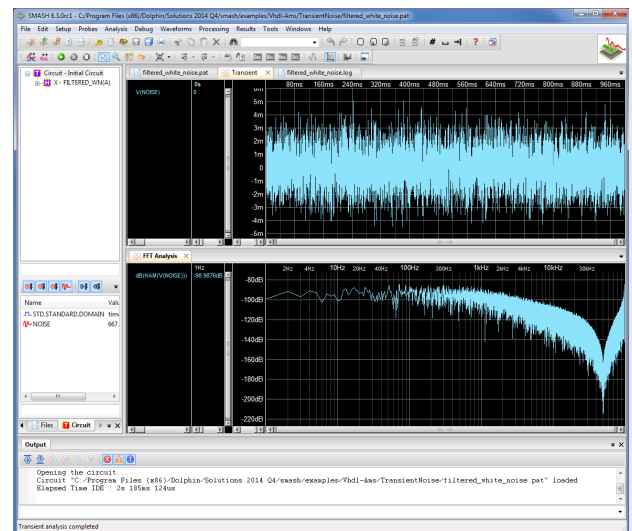 SMASH 6.3.0rc1 - C:/Program Files (x86)/Dolphin/Solutions 2014 Q4/smash/examples/Vhdl-Ams/TransientNoise/filtered_white_noise.pat
File Edit Setup Probes Analysis Debug Waveforms Processing Results Tools Windows Help
Circuit - Initial Circuit
X - FILTERED_WN(A)
filtered_white_noise.pat Transient filtered_white_noise.log
0s 80ms 160ms 240ms 320ms 400ms 480ms 560ms 640ms 720ms 800ms 880ms 960ms
V(NOISE) 0
5m
4m
3m
2m
1m
0
-1m
-2m
-3m
-4m
-5m
FFT Analysis
1Hz 2Hz 4Hz 10Hz 20Hz 40Hz 100Hz 300Hz 1kHz 2kHz 4kHz 10kHz 30kHz
dB(HAM(V(NOISE))) -98.9876dB
-80dB
-100dB
-120dB
-140dB
-160dB
-180dB
-200dB
-220dB
Name Valu
STD.STANDARD.DOMAIN time
NOISE 667.
Files Circuit
Output
Opening the circuit...
Circuit "C:/Program Files (x86)/Dolphin/Solutions 2014 Q4/smash/examples/Vhdl-Ams/TransientNoise/filtered_white_noise.pat" loaded
Elapsed Time IDE : 2s 185ms 124us
Transient analysis completed